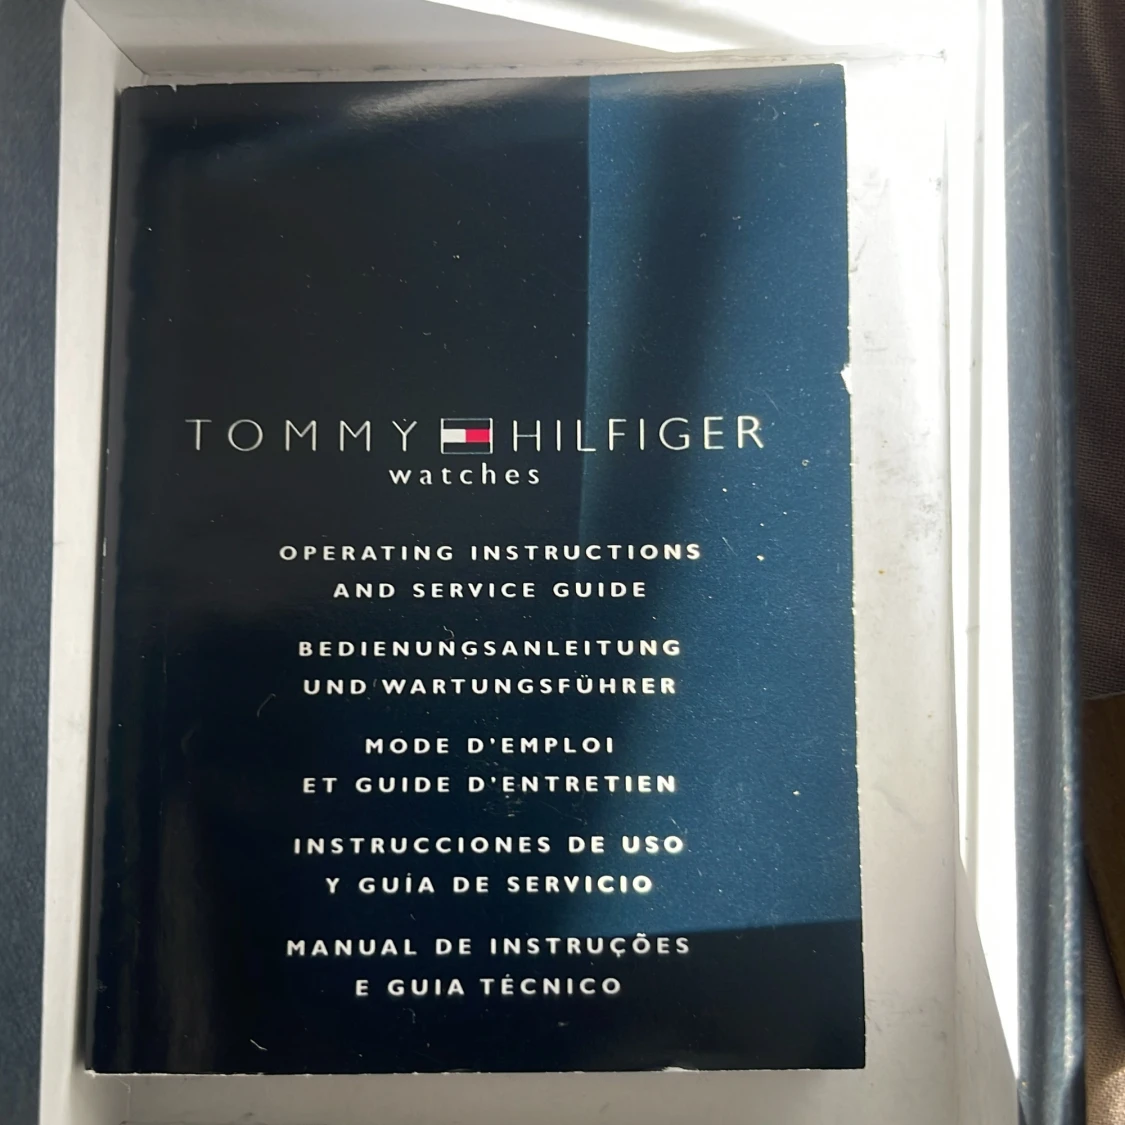 TOMMY HILFIGER
watches
OPERATING INSTRUCTIONS
AND SERVICE GUIDE
BEDIENUNGSANLEITUNG
UND WARTUNGSFÜHRER
MODE D'EMPLOI
ET GUIDE D'ENTRETIEN
INSTRUCCIONES DE USO
Y GUÍA DE SERVICIO
MANUAL DE INSTRUÇÕES
E GUIA TÉCNICO